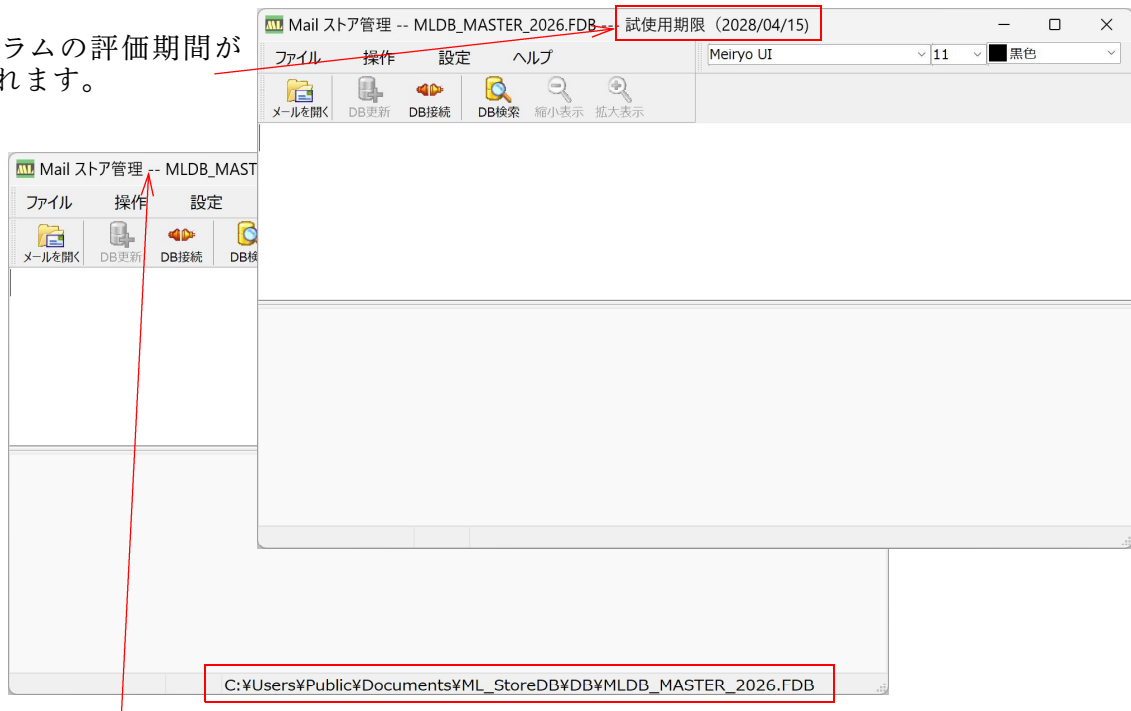 ラムの評価期間が
れます。
Mail ストア管理 -- MLDB_MASTER_2026.FDB --- 試使用期限（2028/04/15)
ファイル 操作 設定 ヘルプ
Meiryo UI 11 黒色
メールを開く DB更新 DB接続 DB検索 縮小表示 拡大表示
Mail ストア管理 -- MLDB_MAST
ファイル 操作 設定
メールを開く DB更新 DB接続 DB検
C:¥Users¥Public¥Documents¥ML_StoreDB¥DB¥MLDB_MASTER_2026.FDB